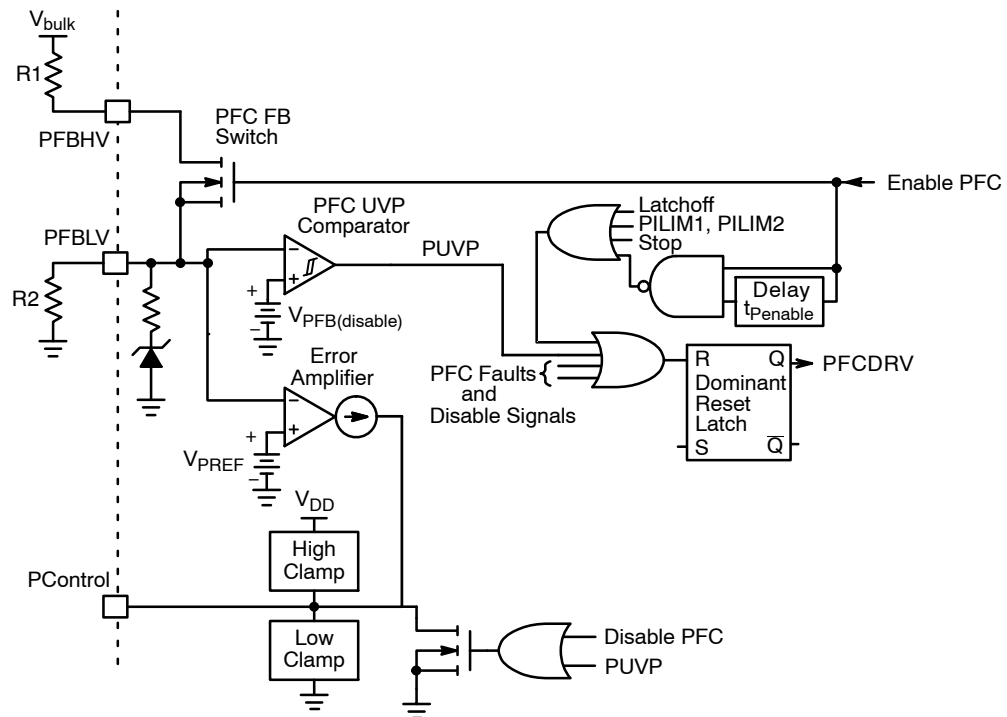 Vbulk
R1
PFBHV
PFC FB
Switch
Enable PFC
PFBLV
PFC UVP
Comparator
PUVP
Latchoff
PILIM1, PILIM2
Stop
Delay
tPenable
R2
−
+
+
−
VPFB(disable)
Error
Amplifier
PFC Faults
and
Disable Signals
R
Q
PFCDRV
Dominant
Reset
Latch
S
Q
−
+
+
−
VPREF
VDD
High
Clamp
PControl
Low
Clamp
Disable PFC
PUVP